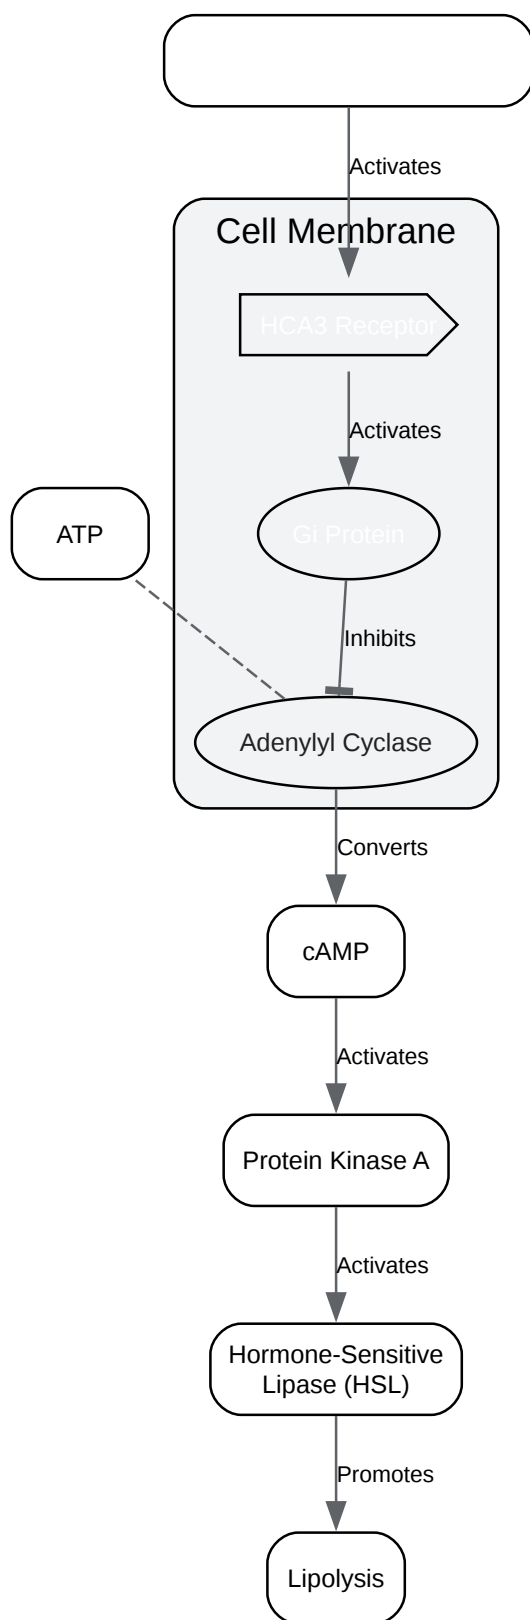 Activates
Cell Membrane
HCA3 Receptor
Activates
ATP
Gi Protein
Inhibits
Adenylyl Cyclase
Converts
cAMP
Activates
Protein Kinase A
Activates
Hormone-Sensitive
Lipase (HSL)
Promotes
Lipolysis